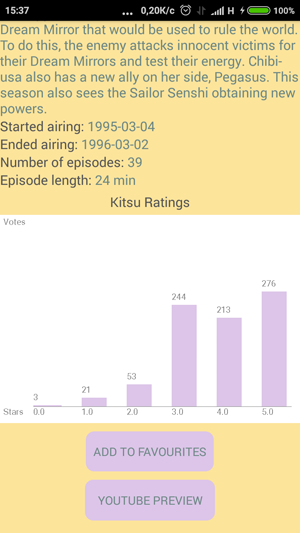 15:37 ... 0,20K/c H 100%
Dream Mirror that would be used to rule the world.
To do this, the enemy attacks innocent victims for
their Dream Mirrors and test their energy. Chibi-
usa also has a new ally on her side, Pegasus. This
season also sees the Sailor Senshi obtaining new
powers.
Started airing: 1995-03-04
Ended airing: 1996-03-02
Number of episodes: 39
Episode length: 24 min
Kitsu Ratings
Votes
276
244
213
53
21
3
Stars 0.0 1.0 2.0 3.0 4.0 5.0
ADD TO FAVOURITES
YOUTUBE PREVIEW